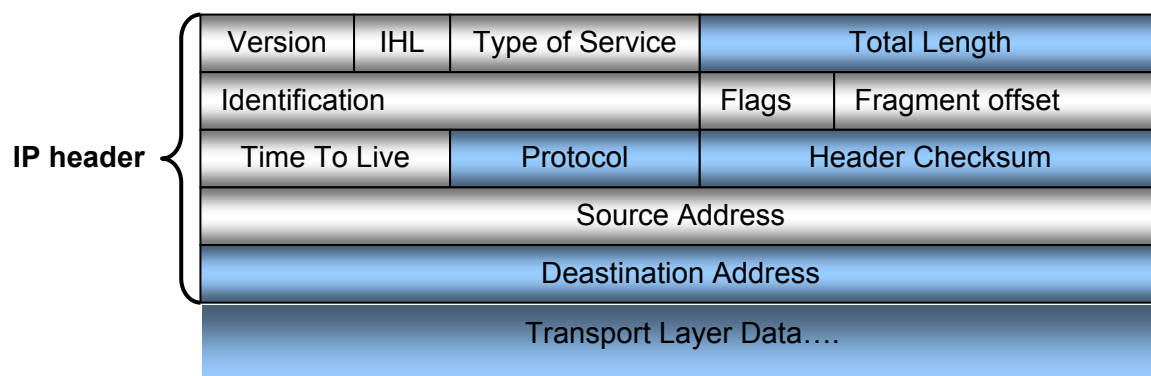 Version IHL Type of Service Total Length
Identification Flags Fragment offset
IP header Time To Live Protocol Header Checksum
Source Address
Deastination Address
Transport Layer Data….